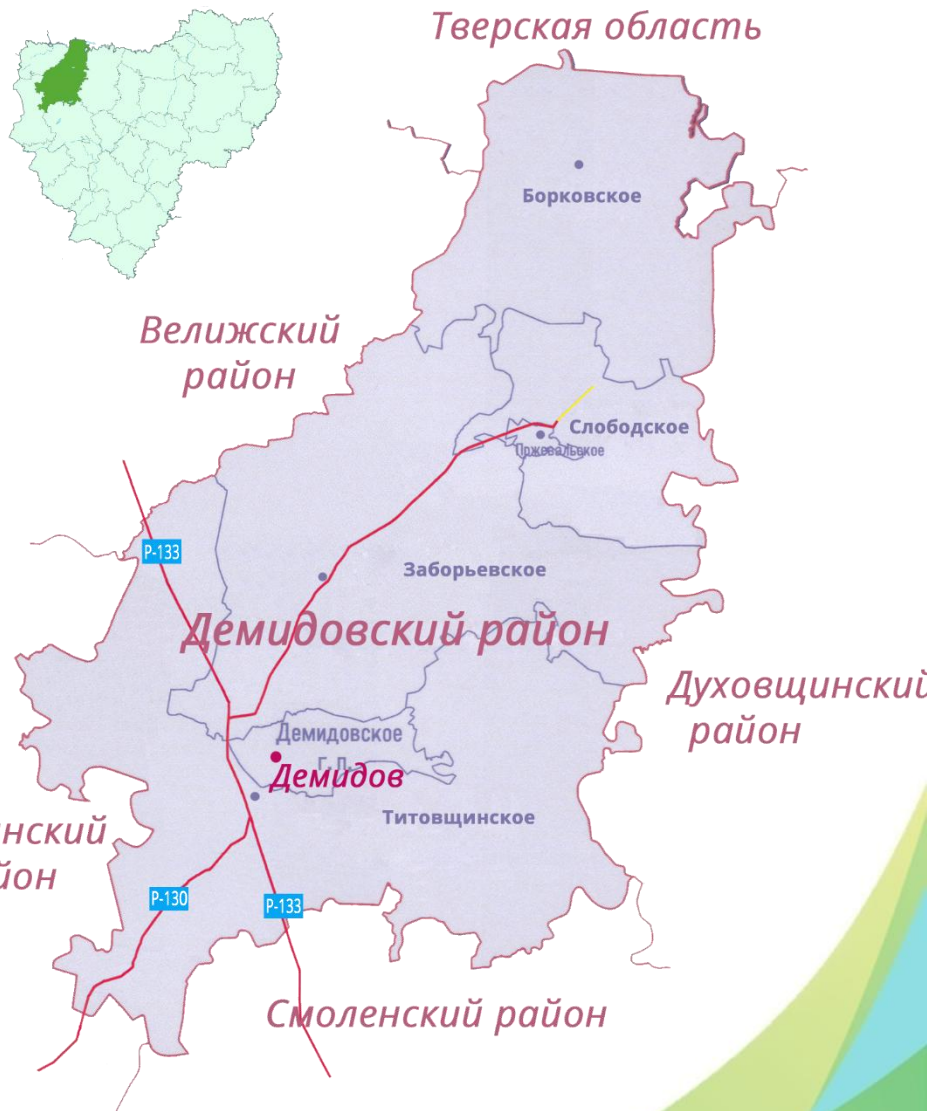 Тверская область
Борковское
Велижский
район
Слободское
Пржевальское
Р-133
Заборьевское
Демидовский район
Духовщинский
район
Демидовское
г.п.
Демидов
Титовщинское
нский
йон
Р-130
Р-133
Смоленский район